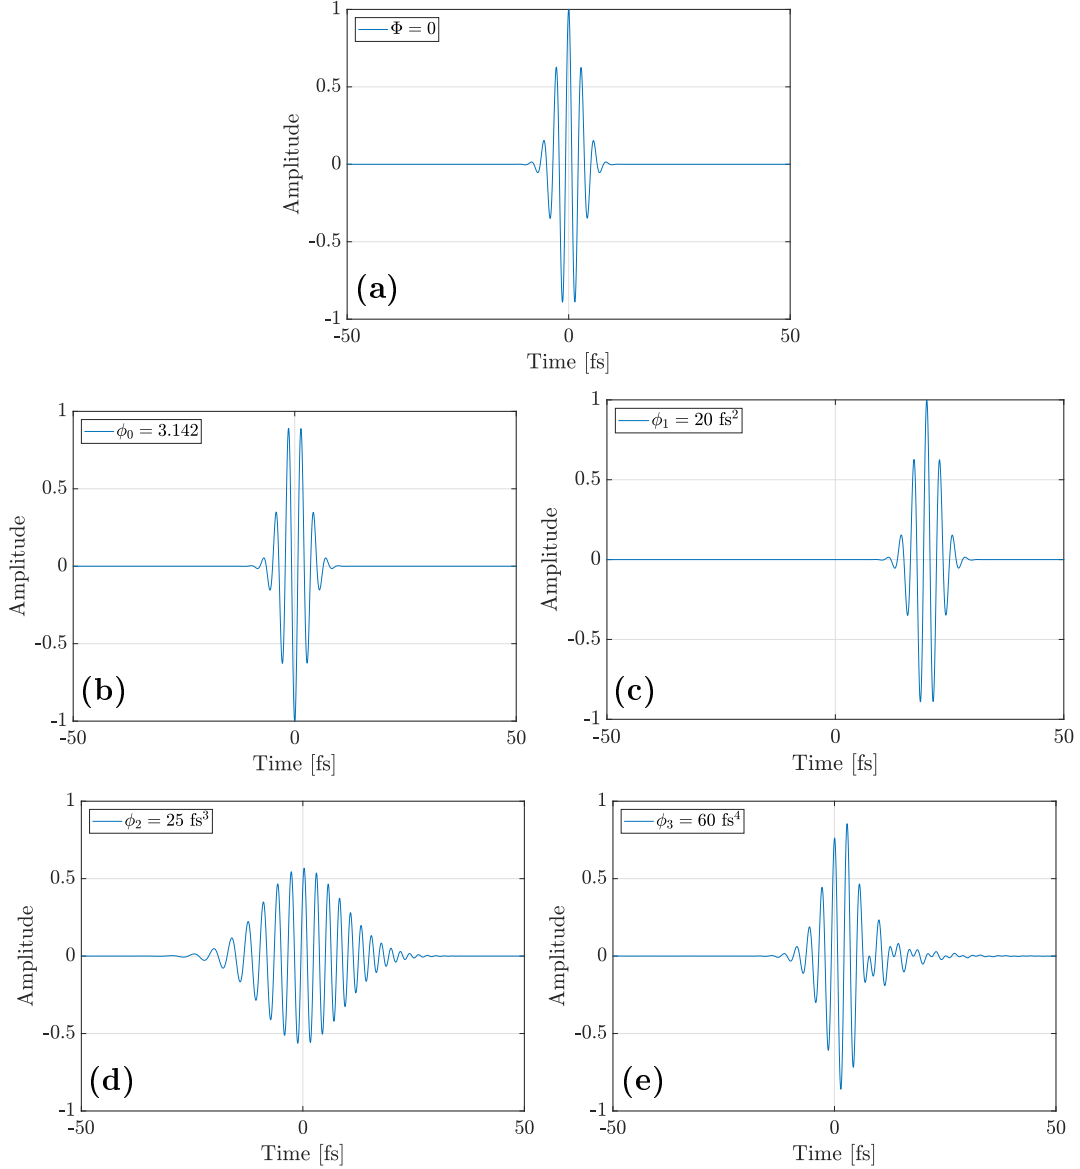 1
Φ = 0
0.5
Amplitude
0
-0.5
(a)
-1
-50
0
50
Time [fs]
1
ϕ₀ = 3.142
0.5
Amplitude
0
-0.5
(b)
-1
-50
0
50
Time [fs]
1
ϕ₁ = 20 fs²
0.5
Amplitude
0
-0.5
(c)
-1
-50
0
50
Time [fs]
1
ϕ₂ = 25 fs³
0.5
Amplitude
0
-0.5
(d)
-1
-50
0
50
Time [fs]
1
ϕ₃ = 60 fs⁴
0.5
Amplitude
0
-0.5
(e)
-1
-50
0
50
Time [fs]